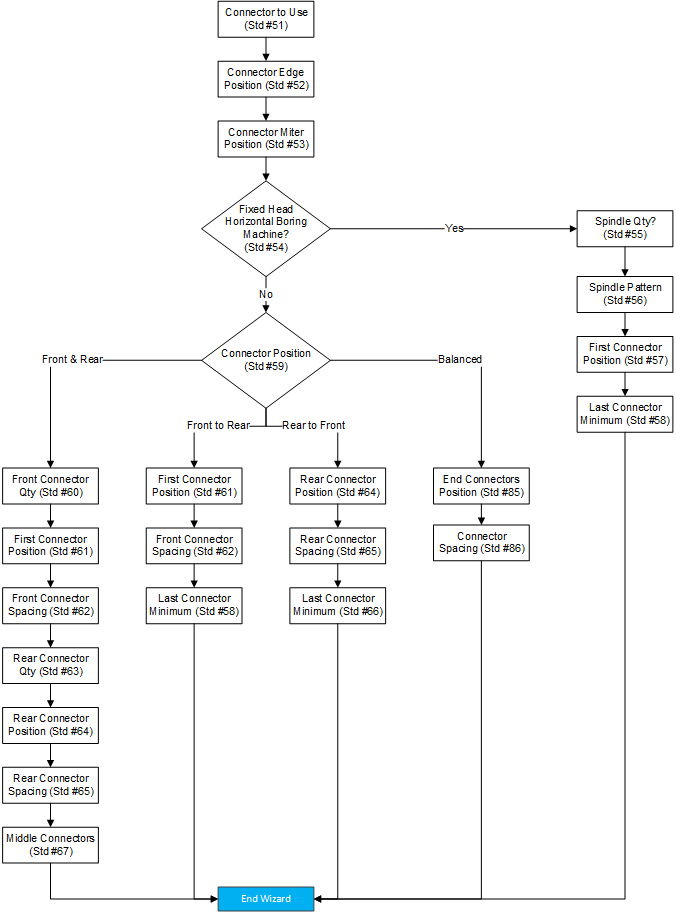 Connector to Use
(Std #51)
Connector Edge
Position (Std #52)
Connector Miter
Position (Std #53)
Fixed Head
Horizontal Boring
Machine?
(Std #54)
Yes
Spindle Qty?
(Std #55)
Spindle Pattern
(Std #56)
First Connector
Position (Std #57)
Last Connector
Minimum (Std #58)
No
Connector Position
(Std #59)
Front & Rear
Front to Rear
Rear to Front
Balanced
Front Connector
Qty (Std #60)
First Connector
Position (Std #61)
Front Connector
Spacing (Std #62)
Rear Connector
Qty (Std #63)
Rear Connector
Position (Std #64)
Rear Connector
Spacing (Std #65)
Middle Connectors
(Std #67)
First Connector
Position (Std #61)
Front Connector
Spacing (Std #62)
Last Connector
Minimum (Std #58)
Rear Connector
Position (Std #64)
Rear Connector
Spacing (Std #65)
Last Connector
Minimum (Std #66)
End Connectors
Position (Std #85)
Connector
Spacing (Std #86)
End Wizard